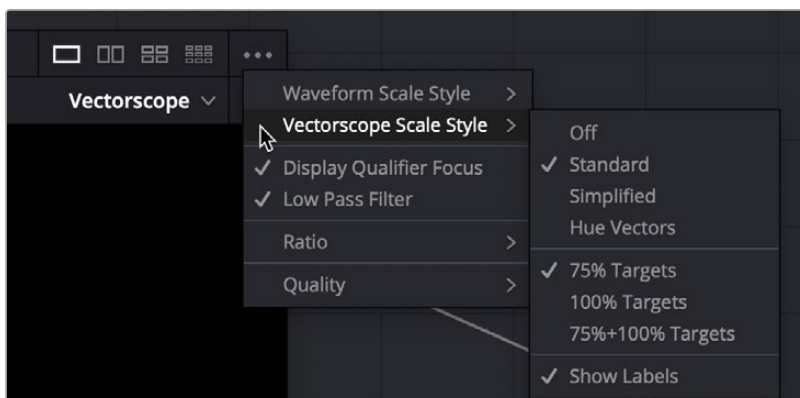 Vectorscope
Waveform Scale Style
Vectorscope Scale Style
Display Qualifier Focus
Low Pass Filter
Ratio
Quality
Off
Standard
Simplified
Hue Vectors
75% Targets
100% Targets
75%+100% Targets
Show Labels